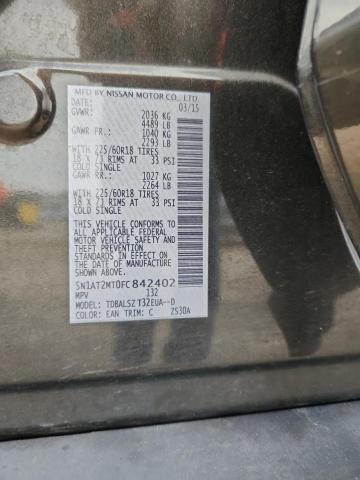 MFD BY NISSAN MOTOR CO., LTD.
DATE: 03/15
GVWR: 2036 KG
4489 LB
GAWR FR.: 1040 KG
2293 LB
WITH 225/60R18 TIRES
18 X 7J RIMS AT 33 PSI
COLD SINGLE
GAWR RR.: 1027 KG
2264 LB
WITH 225/60R18 TIRES
18 X 7J RIMS AT 33 PSI
COLD SINGLE
THIS VEHICLE CONFORMS TO ALL
APPLICABLE FEDERAL
MOTOR VEHICLE SAFETY, BUMPER,
AND THEFT PREVENTION
STANDARDS IN EFFECT ON THE
DATE OF MANUFACTURE SHOWN
ABOVE.
5N1AT2MT0FC842402
MPV 132
MODEL: TDBALSZ T32EUA--D
COLOR: EAN TRIM: C ZS30A